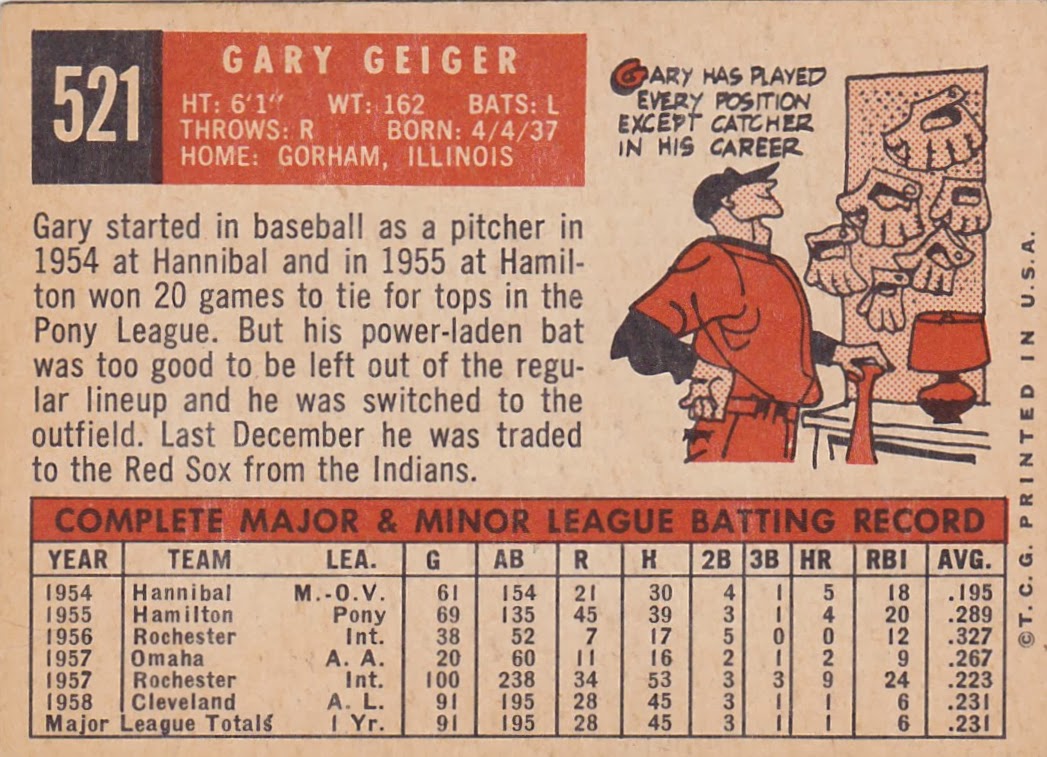 521
GARY GEIGER
HT: 6'1" WT: 162 BATS: L
THROWS: R BORN: 4/4/37
HOME: GORHAM, ILLINOIS
GARY HAS PLAYED
EVERY POSITION
EXCEPT CATCHER
IN HIS CAREER
Gary started in baseball as a pitcher in
1954 at Hannibal and in 1955 at Hamil-
ton won 20 games to tie for tops in the
Pony League. But his power-laden bat
was too good to be left out of the regu-
lar lineup and he was switched to the
outfield. Last December he was traded
to the Red Sox from the Indians.
COMPLETE MAJOR & MINOR LEAGUE BATTING RECORD
YEAR TEAM LEA. G AB R H 2B 3B HR RBI AVG.
1954 Hannibal M.-O.V. 61 154 21 30 4 1 5 18 .195
1955 Hamilton Pony 69 135 45 39 3 1 4 20 .289
1956 Rochester Int. 38 52 7 17 5 0 0 12 .327
1957 Omaha A. A. 20 60 11 16 2 1 2 9 .267
1957 Rochester Int. 100 238 34 53 3 3 9 24 .223
1958 Cleveland A. L. 91 195 28 45 3 1 1 6 .231
Major League Totals 1 Yr. 91 195 28 45 3 1 1 6 .231
©T. C. G. PRINTED IN U. S. A.